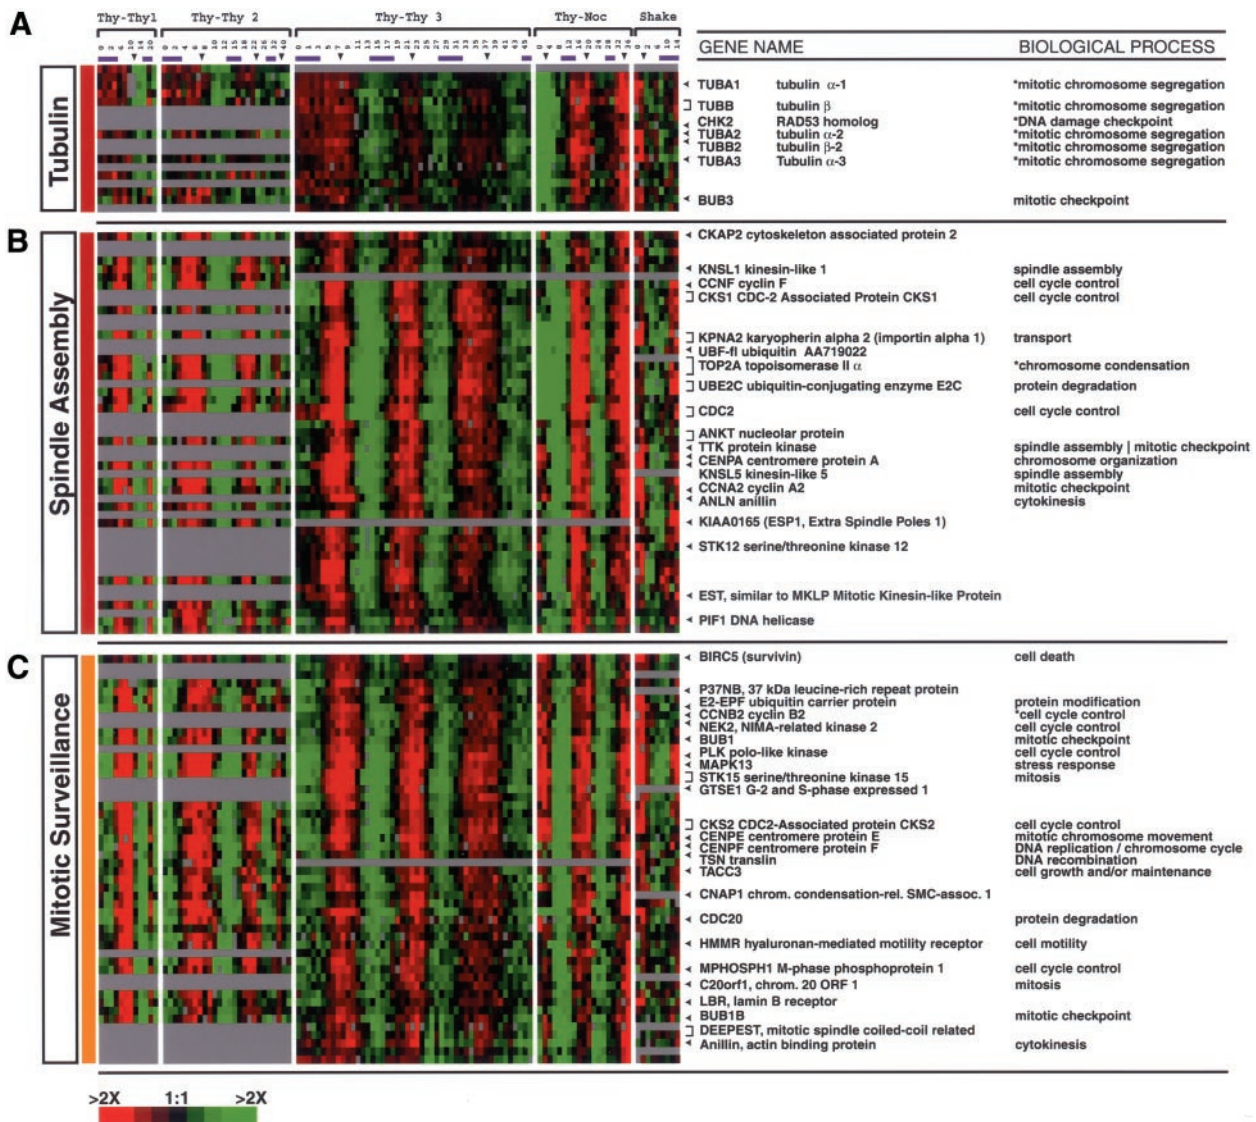 A
Thy-Thy1 Thy-Thy 2 Thy-Thy 3 Thy-Noc Shake
GENE NAME BIOLOGICAL PROCESS
Tubulin
TUBA1 tubulin α-1 *mitotic chromosome segregation
TUBB tubulin β *mitotic chromosome segregation
CHK2 RAD53 homolog *DNA damage checkpoint
TUBA2 tubulin α-2 *mitotic chromosome segregation
TUBB2 tubulin β-2 *mitotic chromosome segregation
TUBA3 Tubulin α-3 *mitotic chromosome segregation
BUB3 mitotic checkpoint
B
Spindle Assembly
CKAP2 cytoskeleton associated protein 2
KNSL1 kinesin-like 1 spindle assembly
CCNF cyclin F cell cycle control
CKS1 CDC-2 Associated Protein CKS1 cell cycle control
KPNA2 karyopherin alpha 2 (importin alpha 1) transport
UBF-fl ubiquitin AA719022
TOP2A topoisomerase II α *chromosome condensation
UBE2C ubiquitin-conjugating enzyme E2C protein degradation
CDC2 cell cycle control
ANKT nucleolar protein
TTK protein kinase spindle assembly | mitotic checkpoint
CENPA centromere protein A chromosome organization
KNSL5 kinesin-like 5 spindle assembly
CCNA2 cyclin A2 mitotic checkpoint
ANLN anillin cytokinesis
KIAA0165 (ESP1, Extra Spindle Poles 1)
STK12 serine/threonine kinase 12
EST, similar to MKLP Mitotic Kinesin-like Protein
PIF1 DNA helicase
C
Mitotic Surveillance
BIRC5 (survivin) cell death
P37NB, 37 kDa leucine-rich repeat protein
E2-EPF ubiquitin carrier protein protein modification
CCNB2 cyclin B2 *cell cycle control
NEK2, NIMA-related kinase 2 cell cycle control
BUB1 mitotic checkpoint
PLK polo-like kinase cell cycle control
MAPK13 stress response
STK15 serine/threonine kinase 15 mitosis
GTSE1 G-2 and S-phase expressed 1
CKS2 CDC2-Associated protein CKS2 cell cycle control
CENPE centromere protein E mitotic chromosome movement
CENPF centromere protein F DNA replication / chromosome cycle
TSN translin DNA recombination
TACC3 cell growth and/or maintenance
CNAP1 chrom. condensation-rel. SMC-assoc. 1
CDC20 protein degradation
HMMR hyaluronan-mediated motility receptor cell motility
MPHOSPH1 M-phase phosphoprotein 1 cell cycle control
C20orf1, chrom. 20 ORF 1 mitosis
LBR, lamin B receptor
BUB1B mitotic checkpoint
DEEPEST, mitotic spindle coiled-coil related
Anillin, actin binding protein cytokinesis
>2X 1:1 >2X